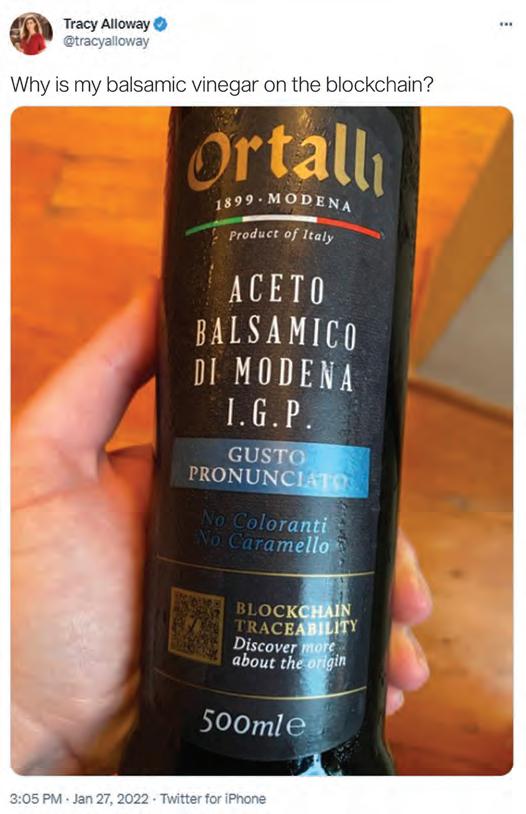 Tracy Alloway
@tracyalloway
Why is my balsamic vinegar on the blockchain?
Ortalli
1899·MODENA
Product of Italy
ACETO
BALSAMICO
DI MODENA
I.G.P.
GUSTO
PRONUNCIATO
No Coloranti
No Caramello
BLOCKCHAIN
TRACEABILITY
Discover more
about the origin
500ml e
3:05 PM · Jan 27, 2022 · Twitter for iPhone